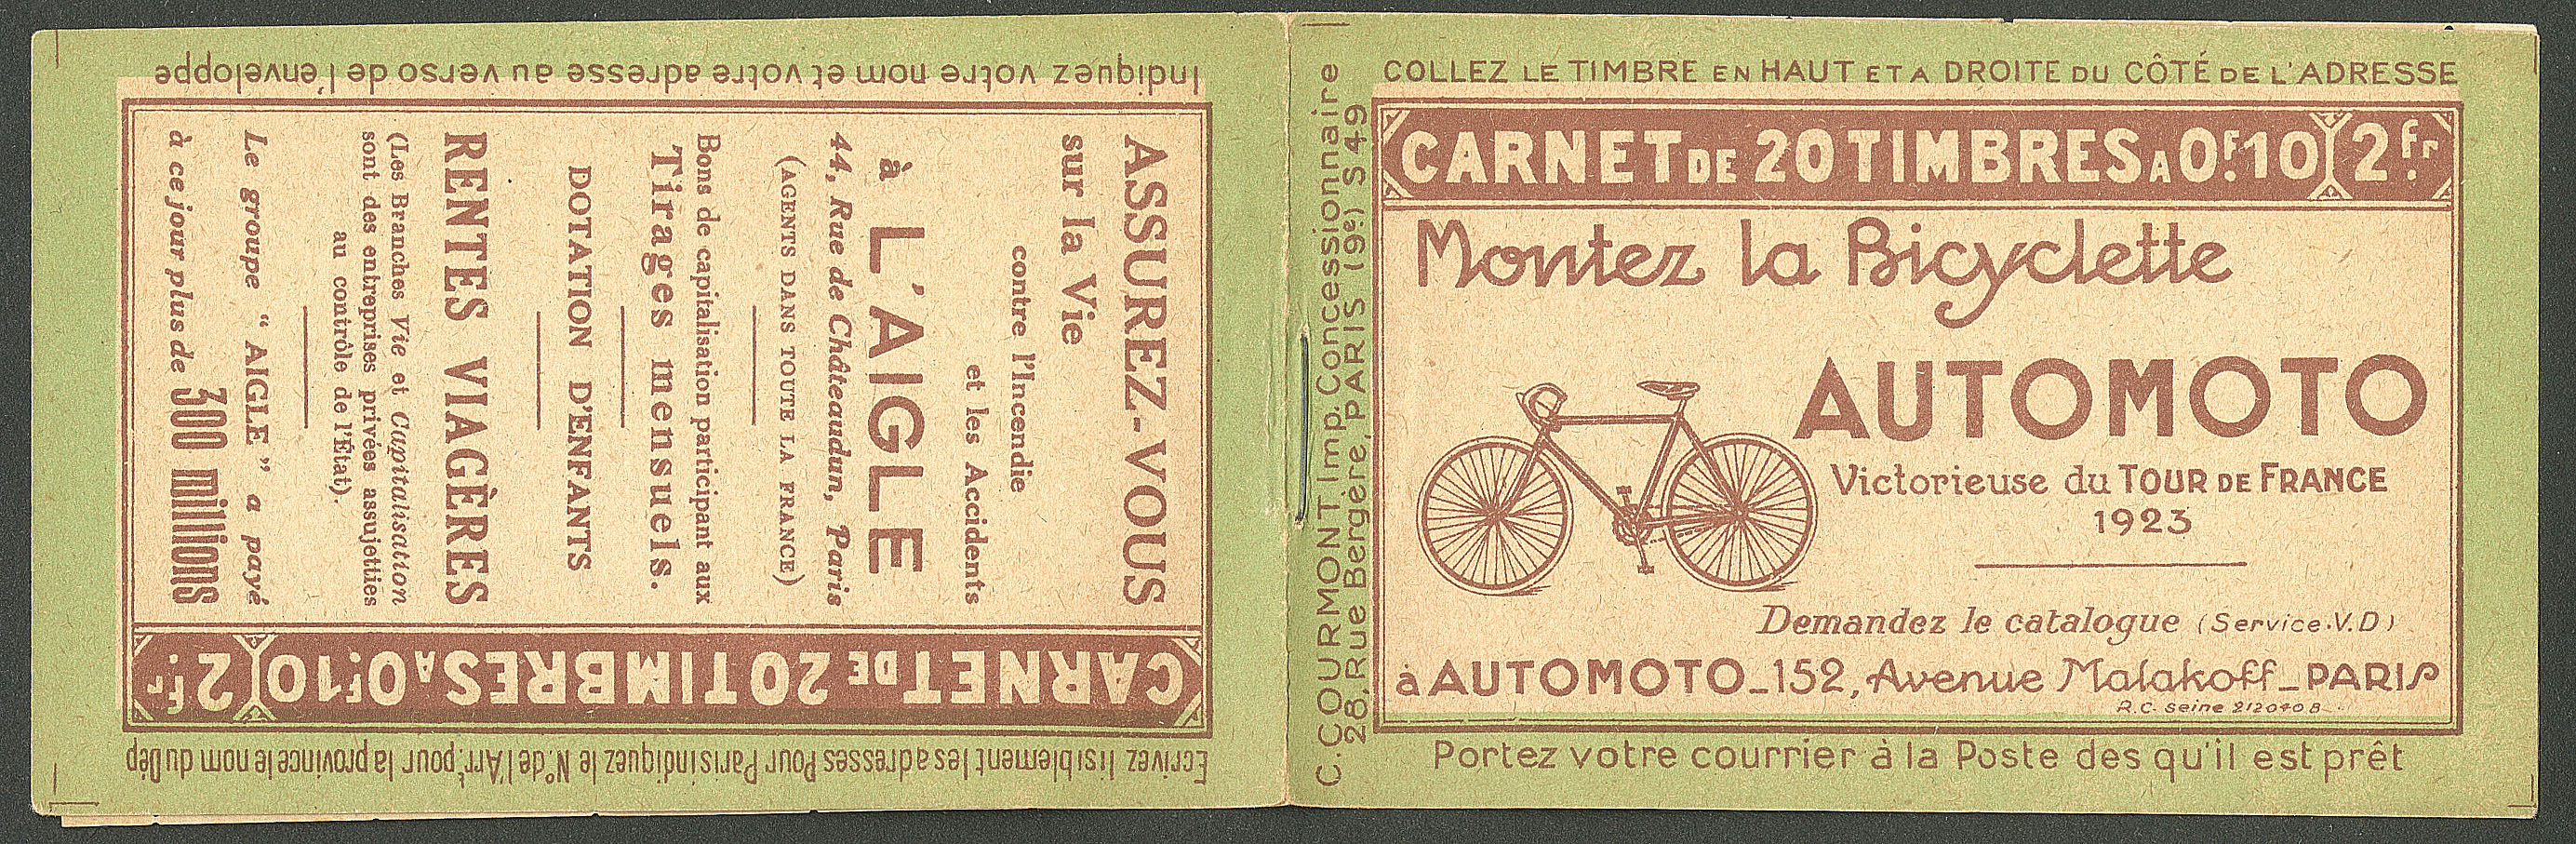 COLLEZ LE TIMBRE EN HAUT ET A DROITE DU CÔTÉ DE L'ADRESSE
CARNET DE 20 TIMBRES A 0F.10 2fr.
Montez la Bicyclette
AUTOMOTO
Victorieuse du TOUR DE FRANCE
1923
Demandez le catalogue (Service.V.D)
à AUTOMOTO_152, Avenue Malakoff_PARIS
R.C. Seine 212040B
Portez votre courrier à la Poste des qu'il est prêt
C. COURMONT Imp. Concessionnaire
28, Rue Bergère, PARIS (9e) S 49
Indiquez votre nom et votre adresse au verso de l'enveloppe
ASSUREZ-VOUS
sur la Vie
contre l'Incendie
et les Accidents
à L'AIGLE
44, Rue de Châteaudun, Paris
(AGENTS DANS TOUTE LA FRANCE)
Bons de capitalisation participant aux
Tirages mensuels.
DOTATION D'ENFANTS
RENTES VIAGÈRES
(Les Branches Vie et Capitalisation
sont des entreprises privées assujetties
au contrôle de l'État).
Le groupe "AIGLE" a payé
à ce jour plus de 300 millions
CARNET DE 20 TIMBRES A 0F.10 2fr.
Ecrivez lisiblement les adresses Pour Paris indiquez le No. de l'Arrt. pour la province le nom du Dép